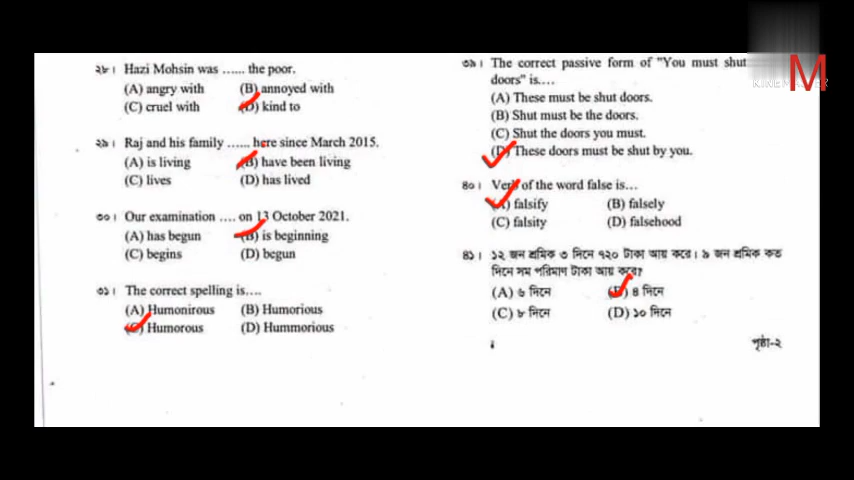 ২৮। Hazi Mohsin was ...... the poor.
(A) angry with (B) annoyed with
(C) cruel with (D) kind to
২৯। Raj and his family ...... here since March 2015.
(A) is living (B) have been living
(C) lives (D) has lived
৩০। Our examination .... on 13 October 2021.
(A) has begun (B) is beginning
(C) begins (D) begun
৩১। The correct spelling is....
(A) Humonirous (B) Humorious
(C) Humorous (D) Hummorious
৩৯। The correct passive form of "You must shut
doors" is....
(A) These must be shut doors.
(B) Shut must be the doors.
(C) Shut the doors you must.
(D) These doors must be shut by you.
৪০। Verb of the word false is...
(A) falsify (B) falsely
(C) falsity (D) falsehood
৪১। ১২ জন শ্রমিক ৩ দিনে ৭২০ টাকা আয় করে। ৯ জন শ্রমিক কত
দিনে সম পরিমাণ টাকা আয় করে?
(A) ৬ দিনে (B) ৪ দিনে
(C) ৮ দিনে (D) ১০ দিনে
পৃষ্ঠা-২
M